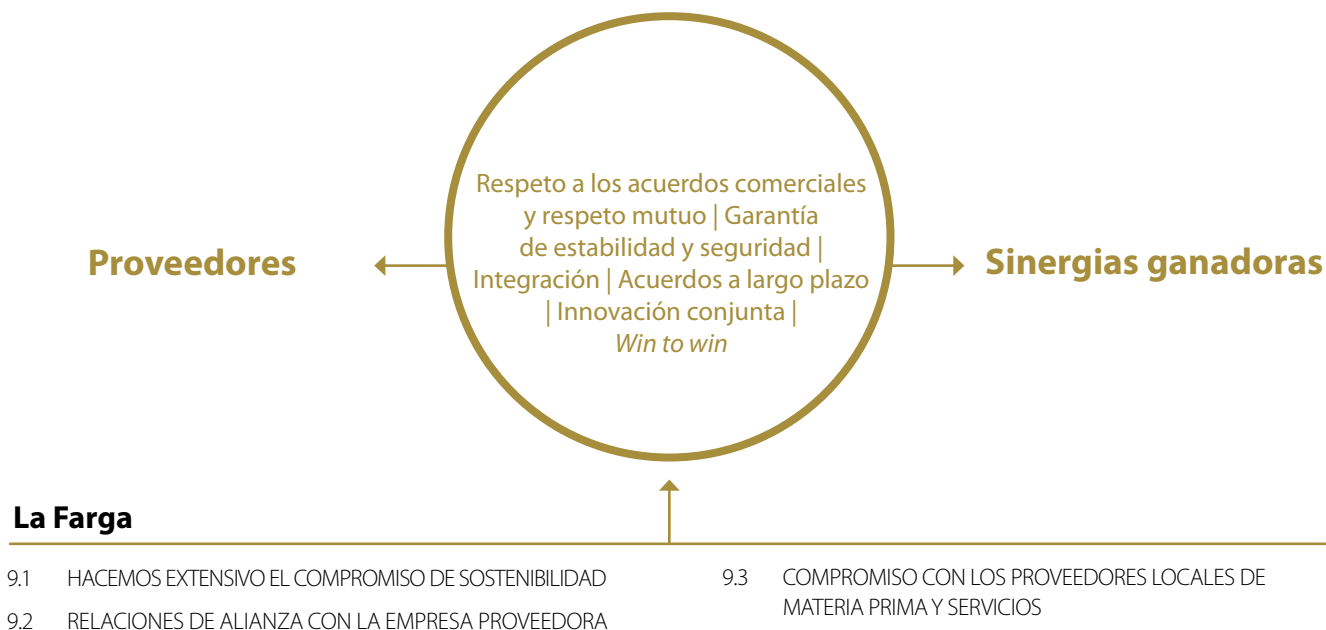 Respeto a los acuerdos comerciales
y respeto mutuo | Garantía
de estabilidad y seguridad |
Integración | Acuerdos a largo plazo
| Innovación conjunta |
Win to win
Proveedores
Sinergias ganadoras
La Farga
9.1 HACEMOS EXTENSIVO EL COMPROMISO DE SOSTENIBILIDAD
9.2 RELACIONES DE ALIANZA CON LA EMPRESA PROVEEDORA
9.3 COMPROMISO CON LOS PROVEEDORES LOCALES DE
MATERIA PRIMA Y SERVICIOS